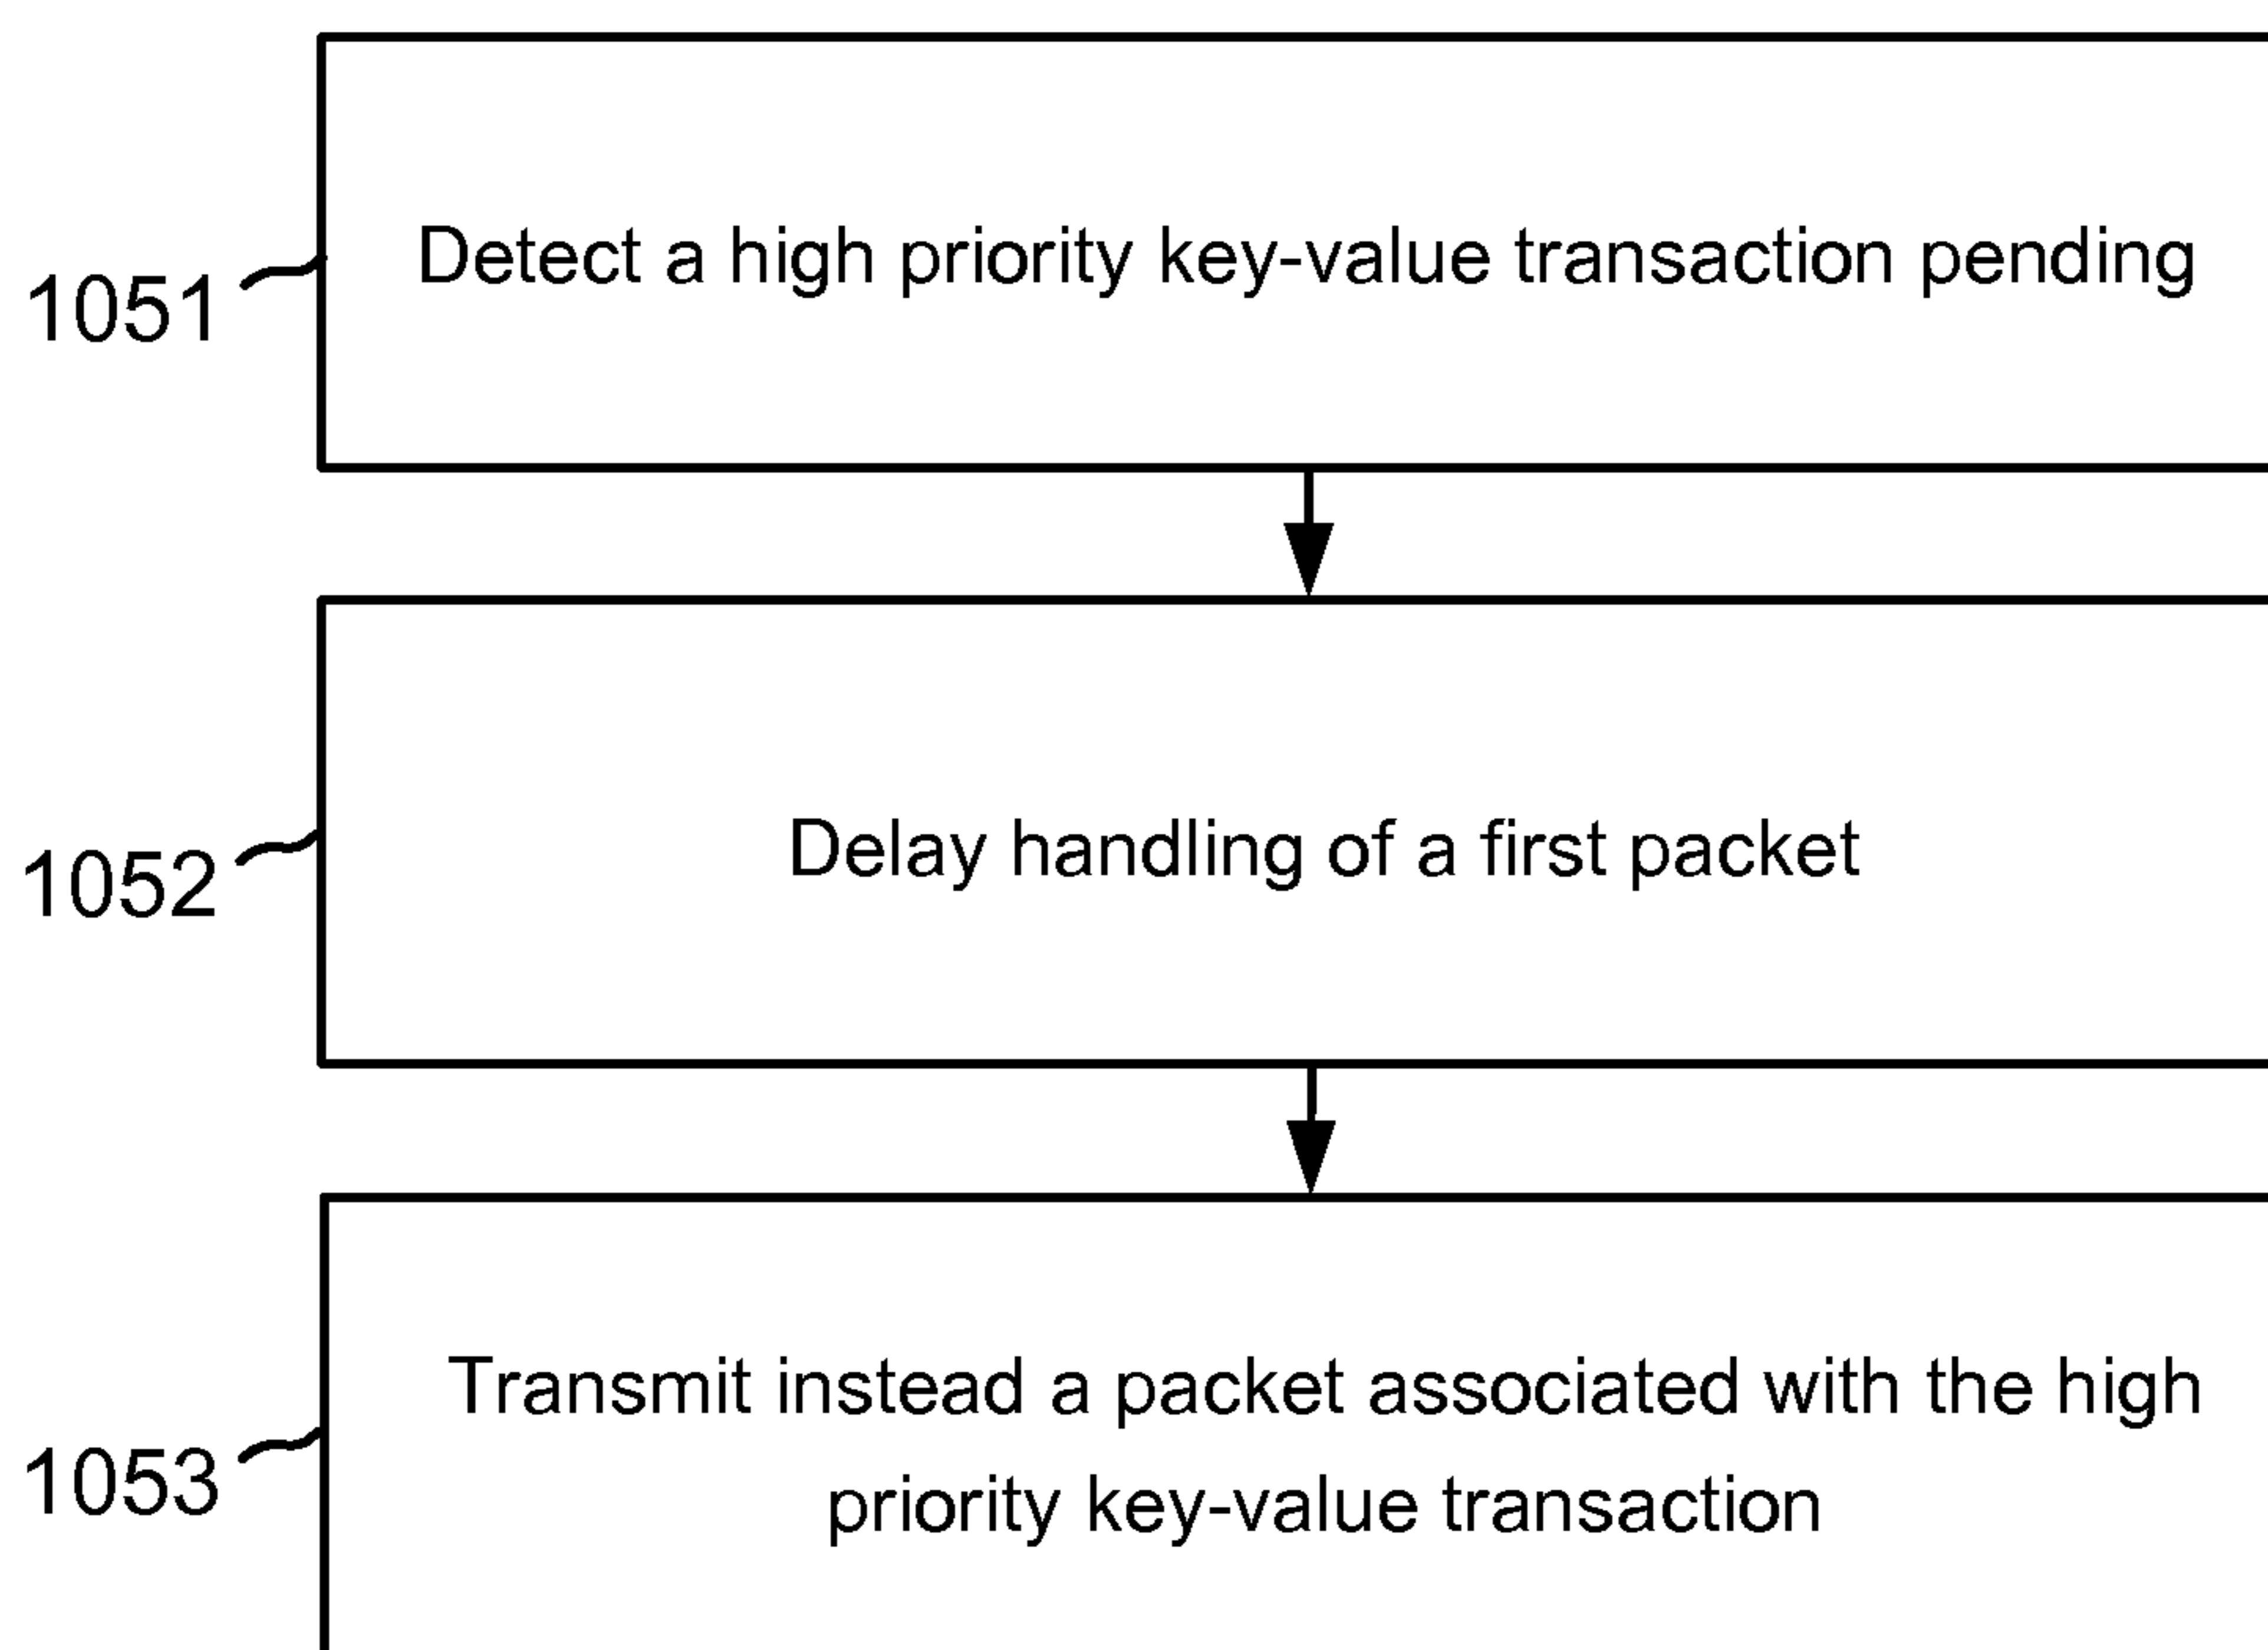 Detect a high priority key-value transaction pending
1051
Delay handling of a first packet
1052
Transmit instead a packet associated with the high
priority key-value transaction
1053